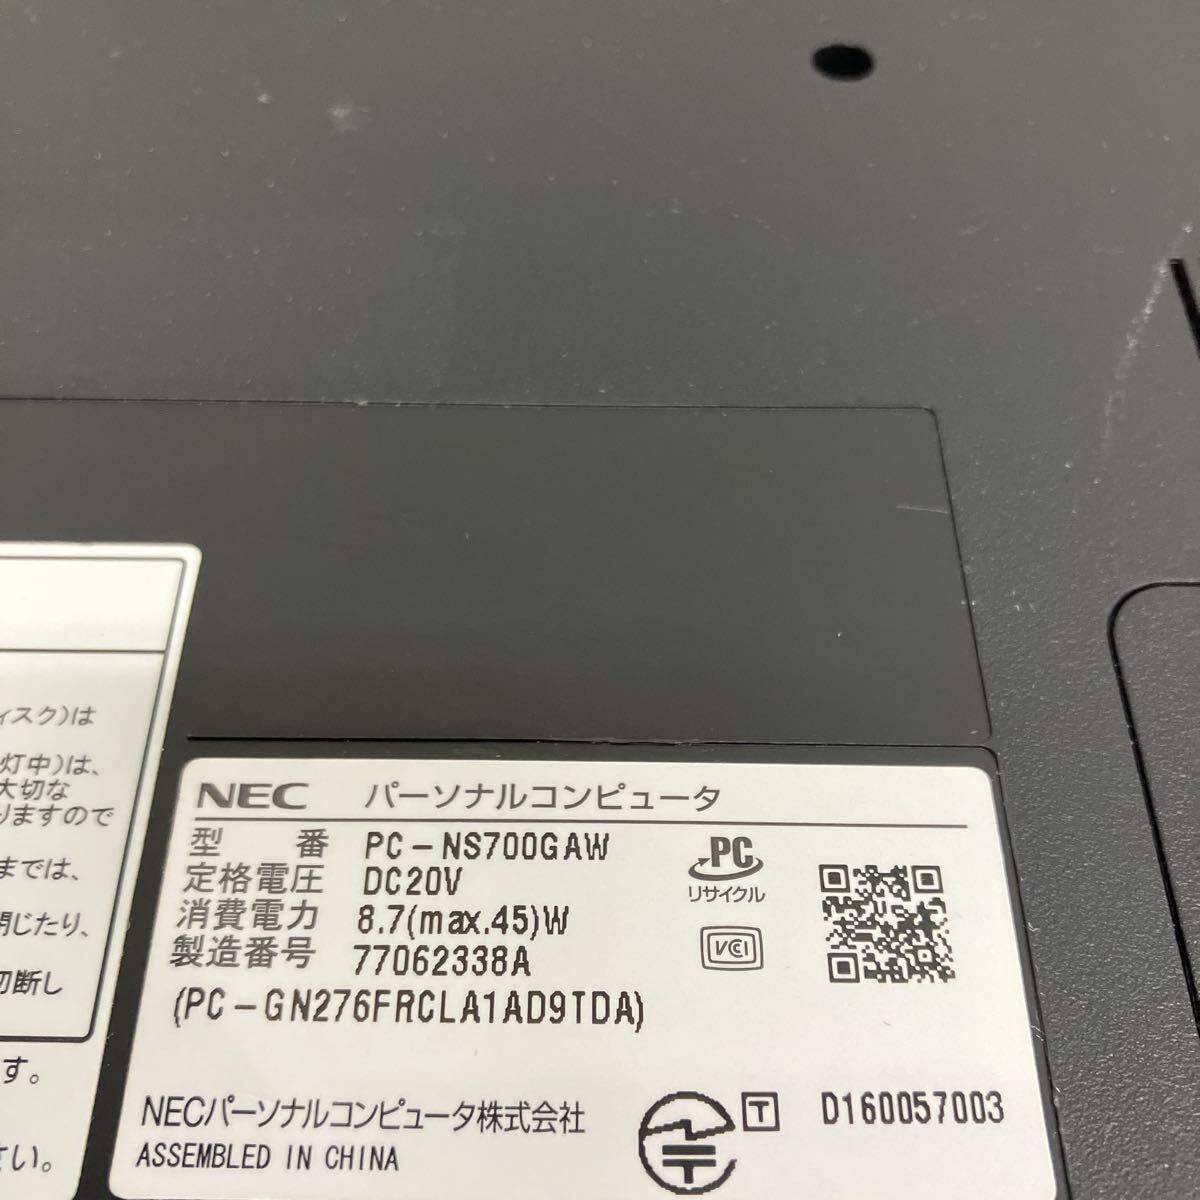 ィスク)は
灯中)は、
大切な
りますので
までは、
閉じたり、
切断し
す。
さい。
NEC パーソナルコンピュータ
型 番 PC-NS700GAW
定格電圧 DC20V
消費電力 8.7(max.45)W
製造番号 77062338A
(PC-GN276FRCLA1AD9TDA)
PC
リサイクル
VCI
NECパーソナルコンピュータ株式会社
ASSEMBLED IN CHINA
T D160057003